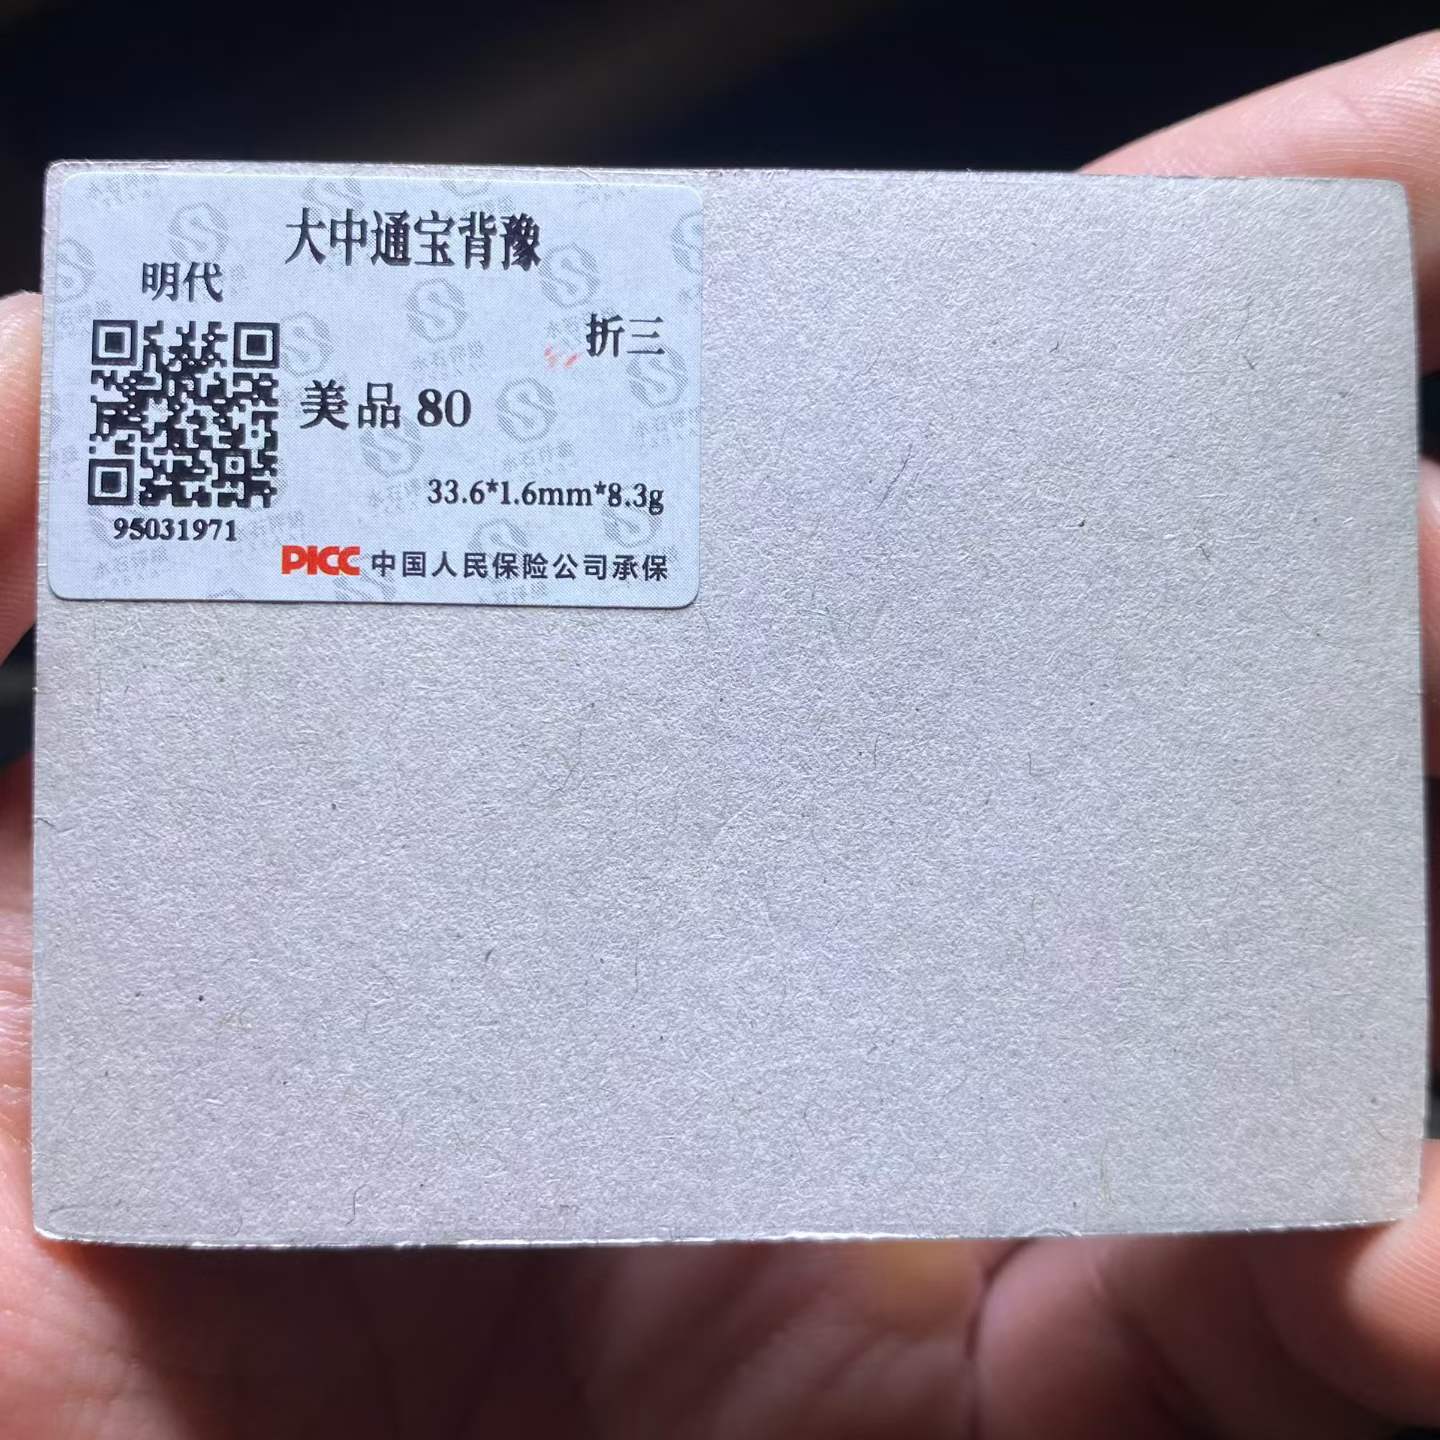 大中通宝背豫
明代
折三
美品 80
33.6*1.6mm*8.3g
95031971
PICC 中国人民保险公司承保